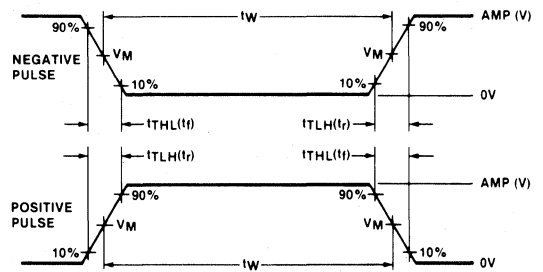 90%
tW
90%
AMP (V)
NEGATIVE
PULSE
VM
VM
10%
10%
0V
tTHL(tf)
tTLH(tr)
tTLH(tr)
tTHL(tf)
POSITIVE
PULSE
90%
90%
AMP (V)
VM
VM
10%
tW
10%
0V